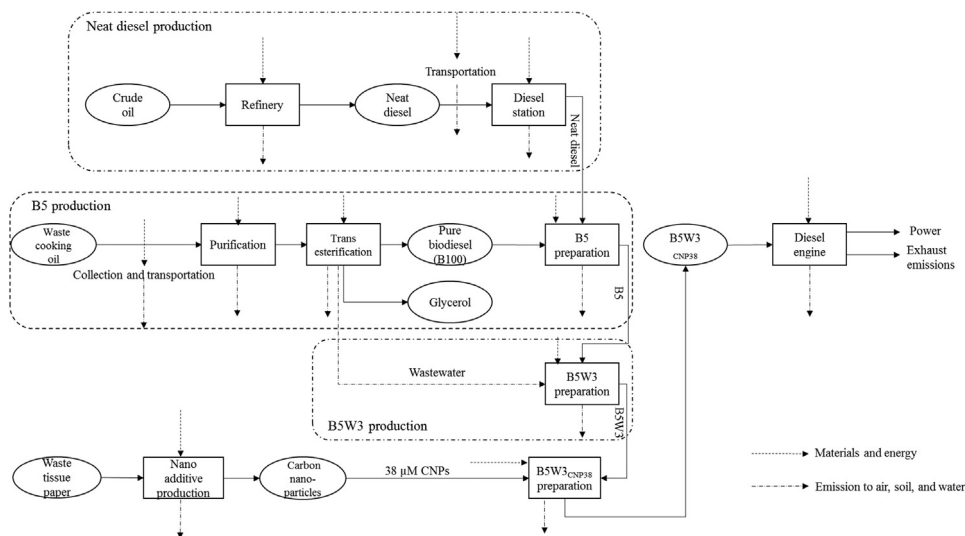 Neat diesel production
Crude
oil
Refinery
Neat
diesel
Transportation
Diesel
station
Neat diesel
B5 production
Waste
cooking
oil
Collection and transportation
Purification
Trans
esterification
Pure
biodiesel
(B100)
Glycerol
B5
preparation
B5
B5W3
CNP38
Diesel
engine
Power
Exhaust
emissions
Wastewater
B5W3
preparation
B5W3
B5W3 production
Waste
tissue
paper
Nano
additive
production
Carbon
nano-
particles
38 µM CNPs
B5W3CNP38
preparation
Materials and energy
Emission to air, soil, and water